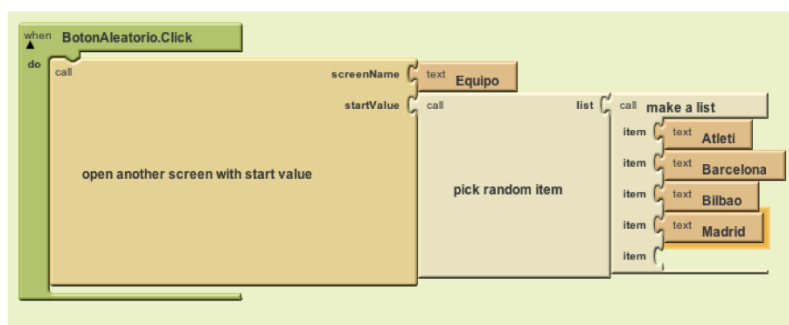 when BotonAleatorio.Click
do call screenName text Equipo
startValue call list call make a list
item text Atleti
item text Barcelona
open another screen with start value pick random item
item text Bilbao
item text Madrid
item